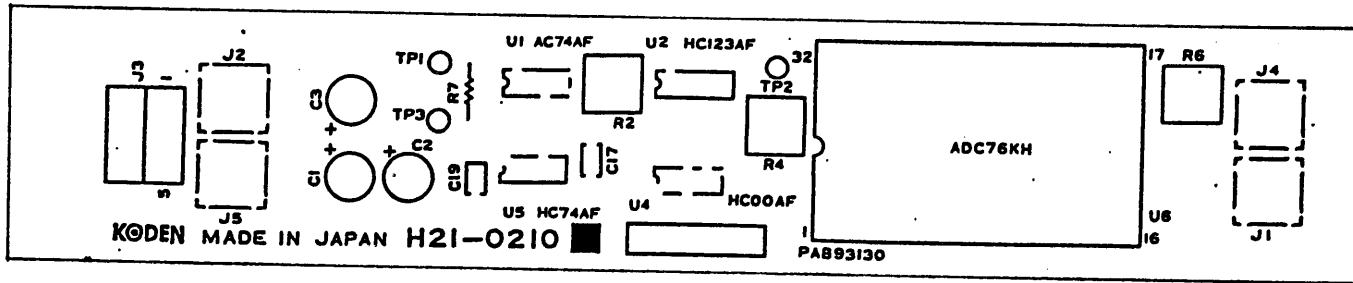 U1 AC74AF
U2 HC123AF
J2
TP1
32
17
R6
J4
J3
1
C3
R7
R2
TP2
TP3
R4
ADC76KH
C1
C2
C19
C17
5
J5
U5 HC74AF
U4
HC00AF
1
U6
16
J1
KODEN MADE IN JAPAN H21-0210
PAB93130